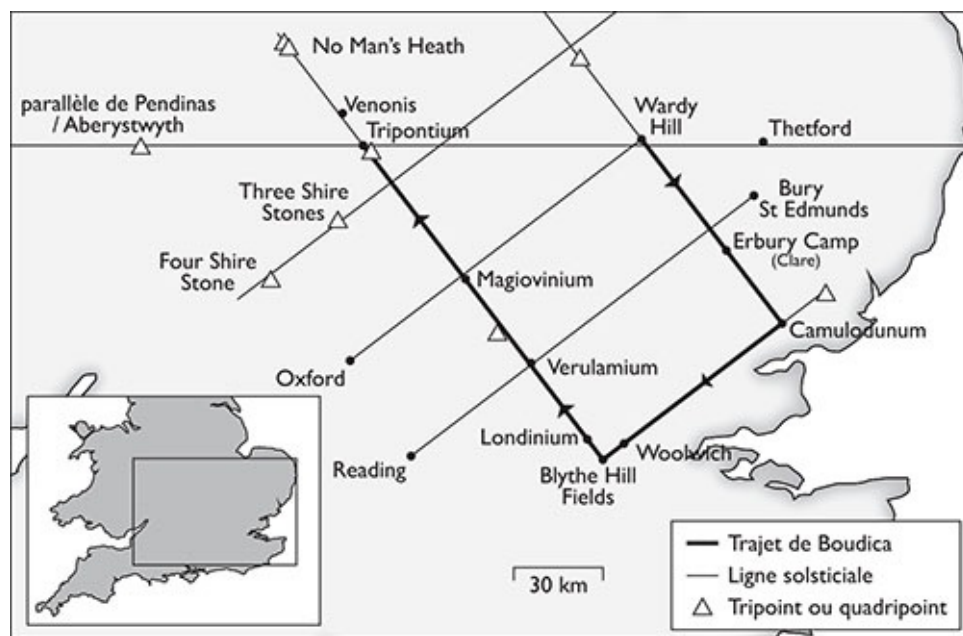 No Man's Heath
parallèle de Pendinas
/ Aberystwyth
Venonis
Tripontium
Wardy
Hill
Thetford
Three Shire
Stones
Bury
St Edmunds
Four Shire
Stone
Erbury Camp
(Clare)
Magiovinium
Camulodunum
Oxford
Verulamium
Londinium
Woolwich
Reading
Blythe Hill
Fields
30 km
Trajet de Boudica
Ligne solsticiale
Tripoint ou quadripoint